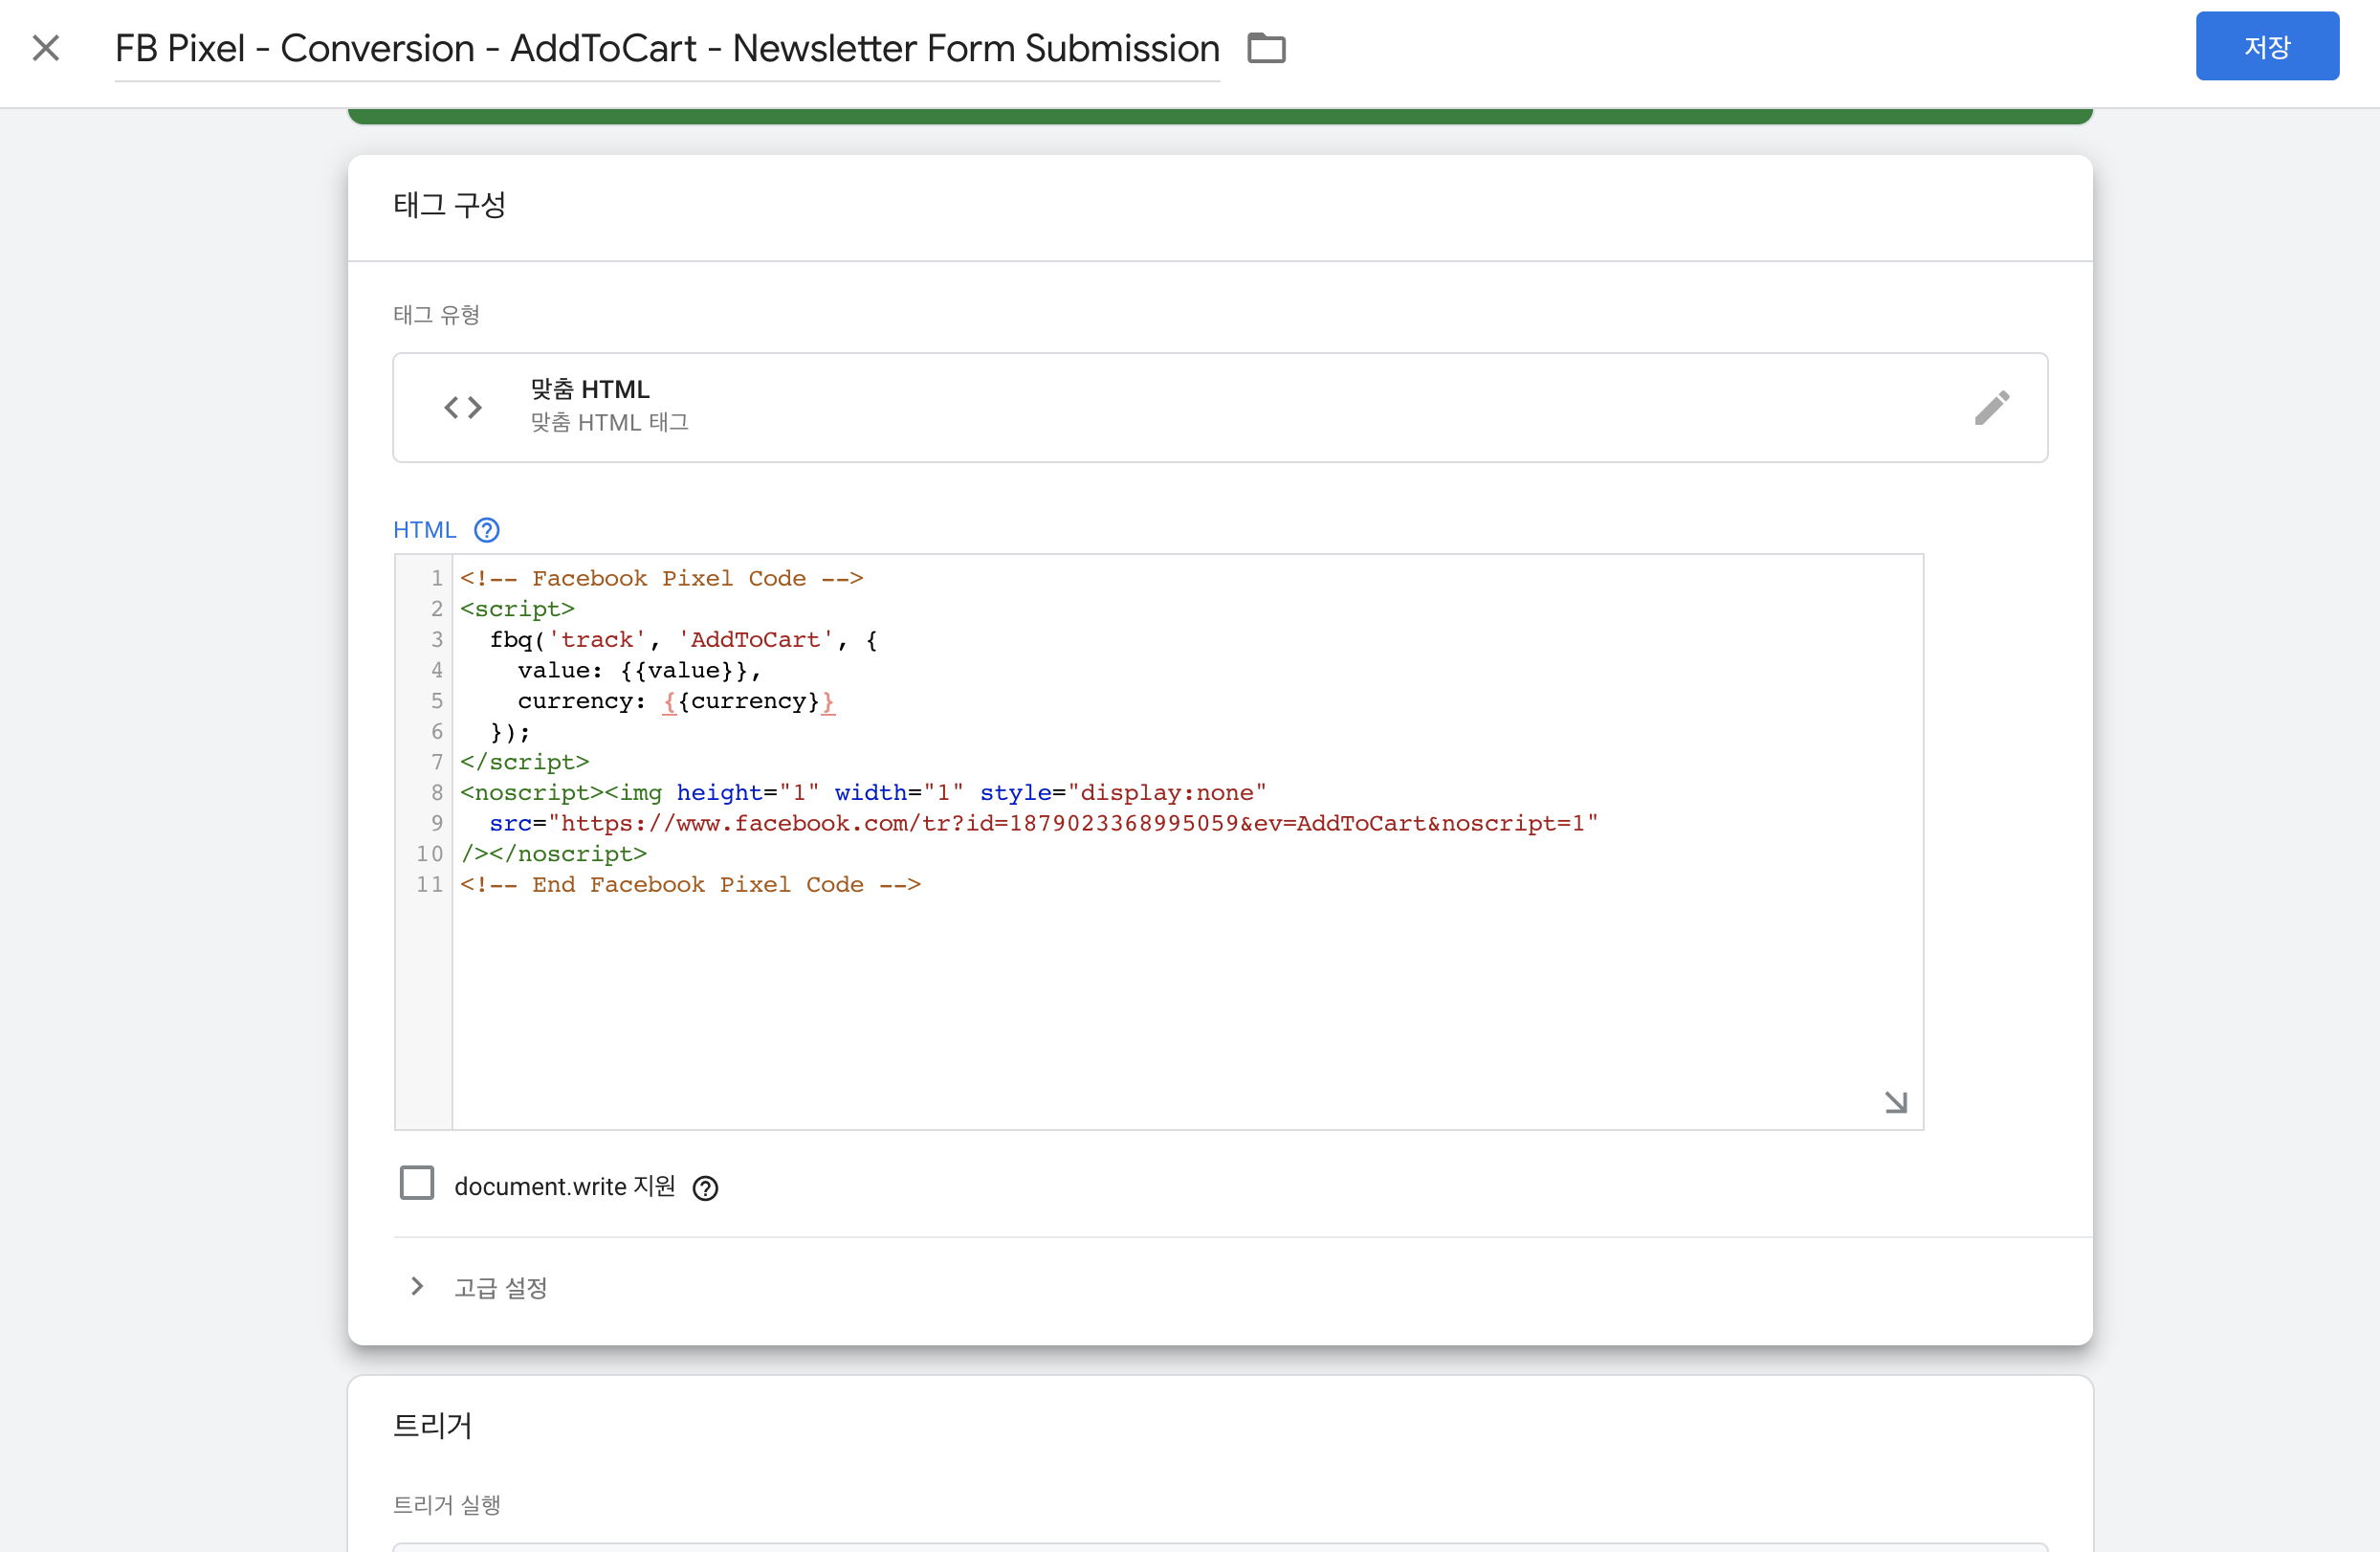 FB Pixel - Conversion - AddToCart - Newsletter Form Submission
저장
태그 구성
태그 유형
맞춤 HTML
맞춤 HTML 태그
HTML
1 <!-- Facebook Pixel Code -->
2 <script>
3   fbq('track', 'AddToCart', {
4     value: {{value}},
5     currency: {{currency}}
6   });
7 </script>
8 <noscript><img height="1" width="1" style="display:none"
9   src="https://www.facebook.com/tr?id=1879023368995059&ev=AddToCart&noscript=1"
10 /></noscript>
11 <!-- End Facebook Pixel Code -->
document.write 지원
고급 설정
트리거
트리거 실행